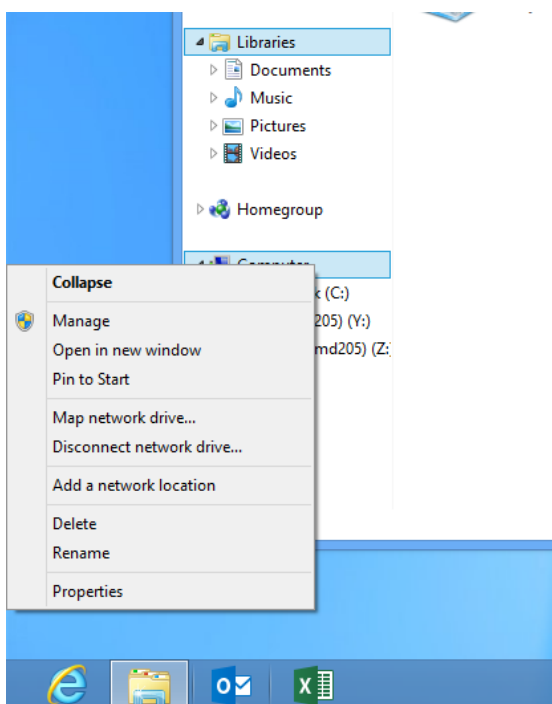 Libraries
Documents
Music
Pictures
Videos
Homegroup
Computer
Collapse
(C:)
Manage
205) (Y:)
Open in new window
md205) (Z:
Pin to Start
Map network drive...
Disconnect network drive...
Add a network location
Delete
Rename
Properties